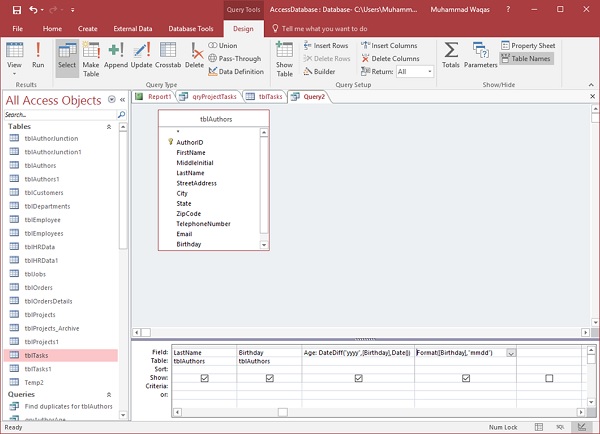 Query Tools
AccessDatabase : Database- C:\Users\Muhamm...
Muhammad Waqas
File
Home
Create
External Data
Database Tools
Design
Tell me what you want to do
View
Run
Results
Select
Make Table
Append
Update
Crosstab
Delete
Union
Pass-Through
Data Definition
Query Type
Show Table
Insert Rows
Delete Rows
Builder
Insert Columns
Delete Columns
Return: All
Query Setup
Totals
Parameters
Property Sheet
Table Names
Show/Hide
All Access Objects
Search...
Tables
tblAuthorJunction
tblAuthorJunction1
tblAuthors
tblAuthors1
tblCustomers
tblDepartments
tblEmployee
tblEmployees
tblHRData
tblHRData1
tblJobs
tblOrders
tblOrdersDetails
tblProjects
tblProjects_Archive
tblProjects1
tblTasks
tblTasks1
Temp2
Queries
Find duplicates for tblAuthors
qryAuthorAge
Report1
qryProjectTasks
tblTasks
Query2
tblAuthors
*
AuthorID
FirstName
MiddleInitial
LastName
StreetAddress
City
State
ZipCode
TelephoneNumber
Email
Birthday
Field: LastName Birthday Age: DateDiff('yyyy',[Birthday],Date()) Format([Birthday],'mmdd')
Table: tblAuthors tblAuthors
Sort:
Show:
Criteria:
or:
Ready
Num Lock
SQL